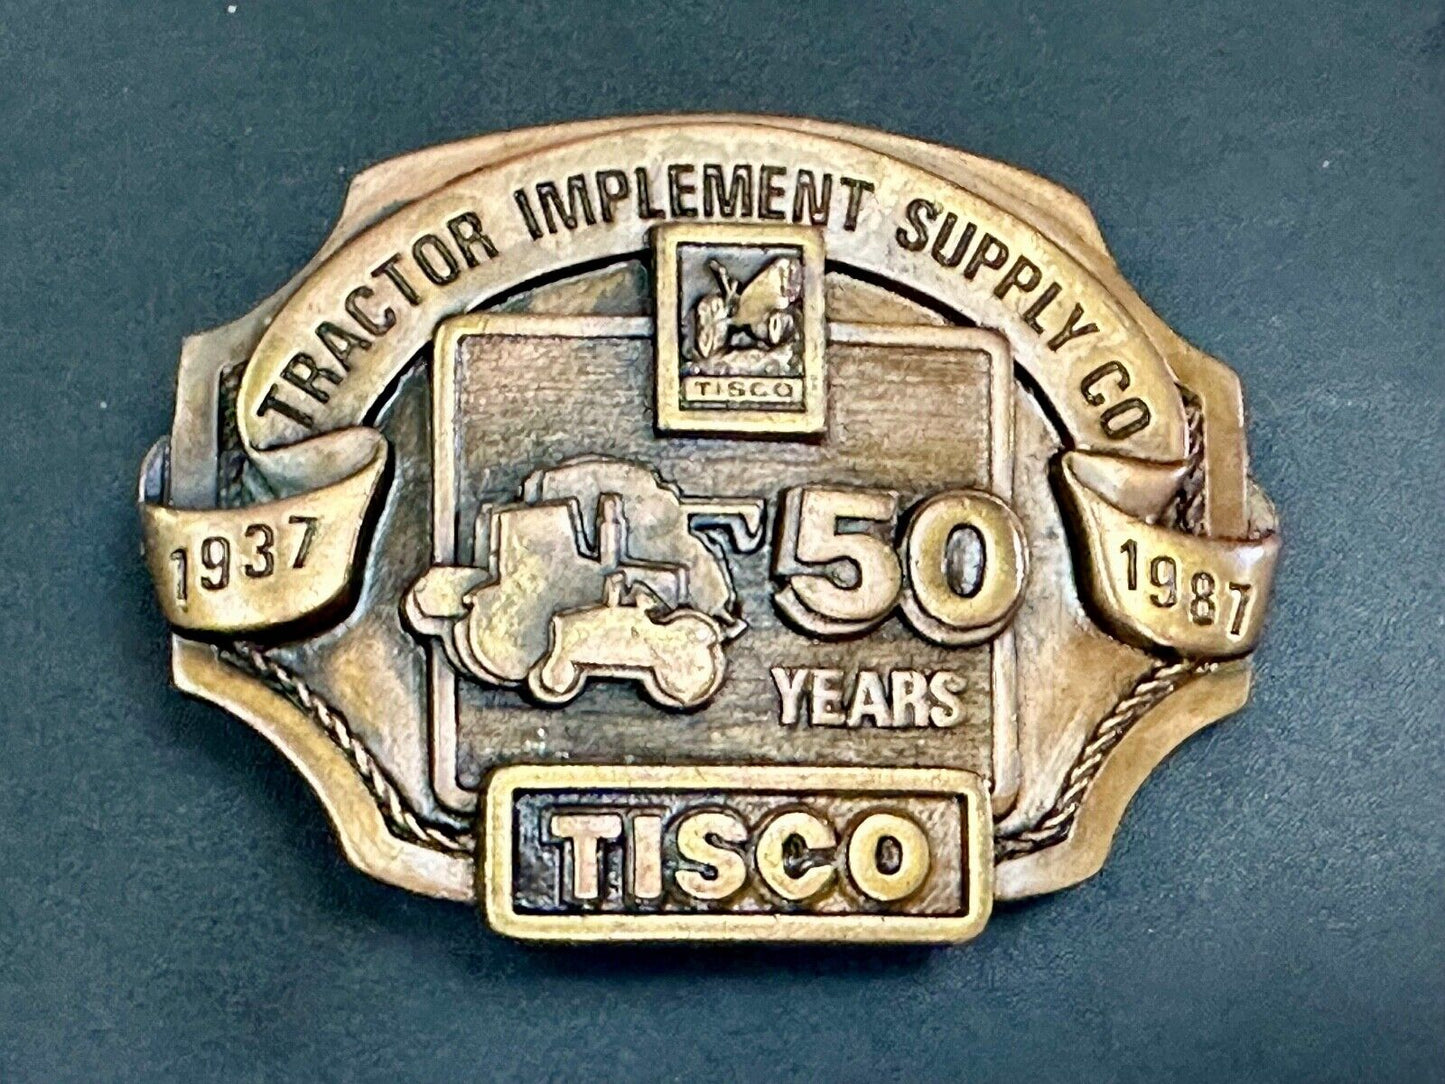 TRACTOR IMPLEMENT SUPPLY CO
TISCO
1937
1987
50
YEARS
TISCO